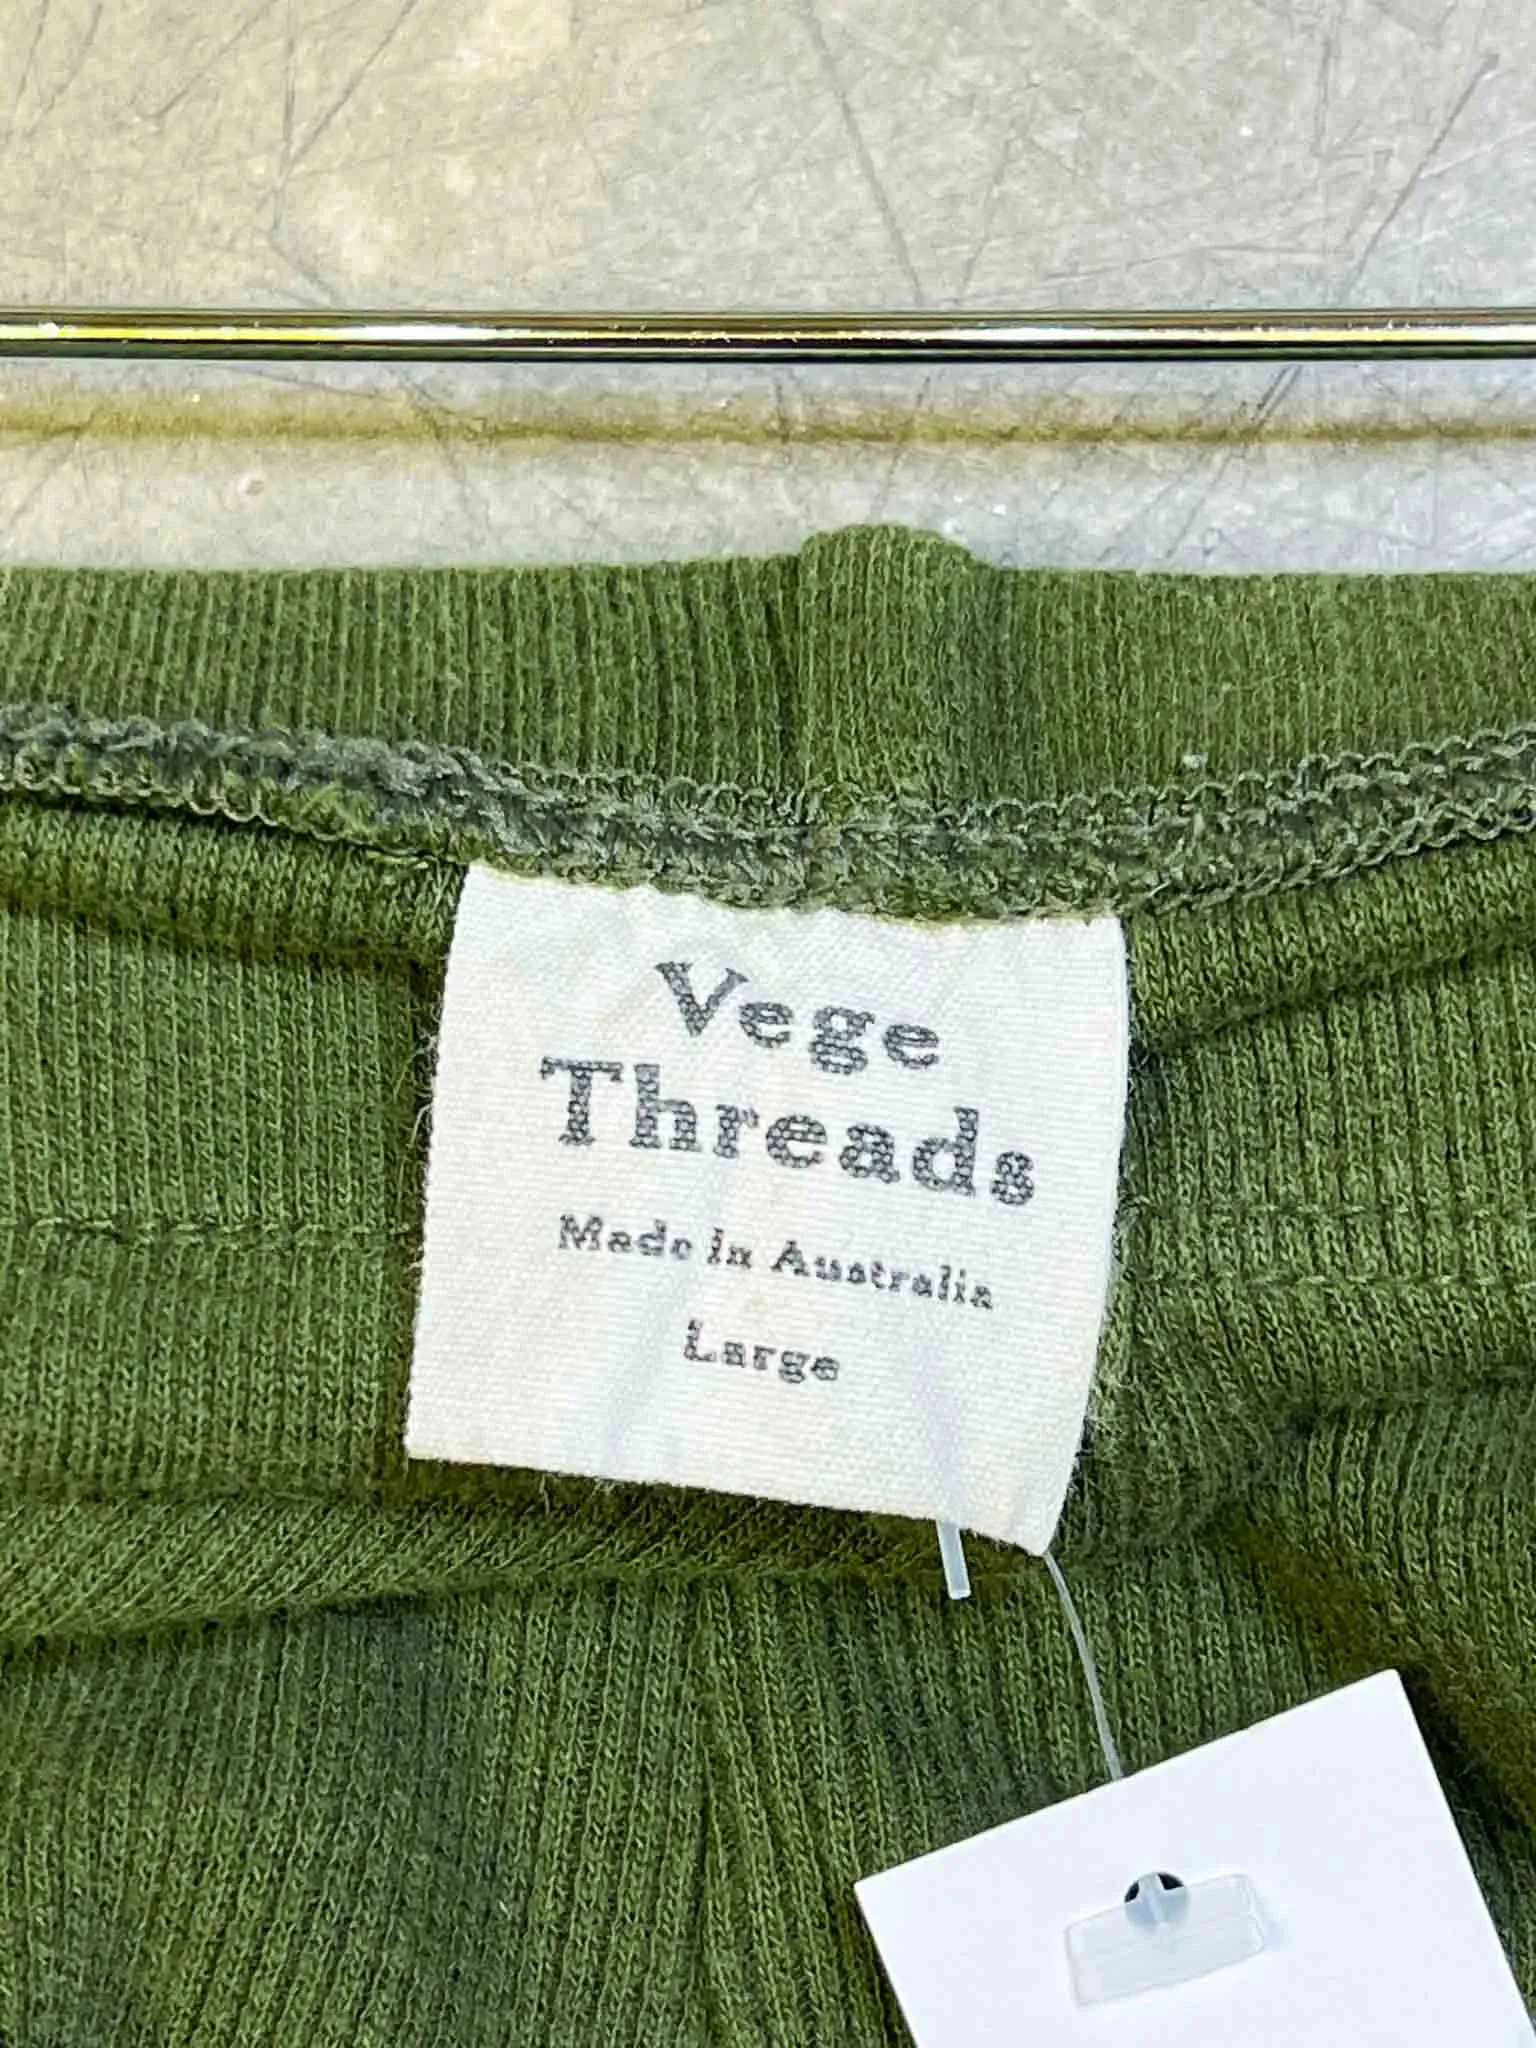 Vege
Threads
Made in Australia
Large